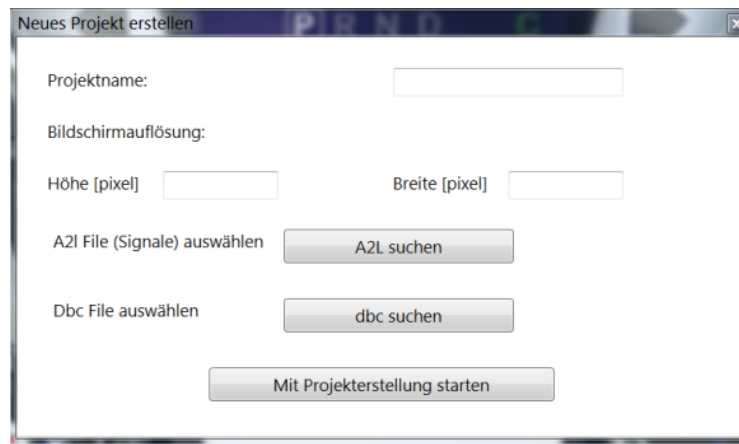 Neues Projekt erstellen
P R N D C
Projektname:
Bildschirmauflösung:
Höhe [pixel] Breite [pixel]
A2l File (Signale) auswählen A2L suchen
Dbc File auswählen dbc suchen
Mit Projekterstellung starten